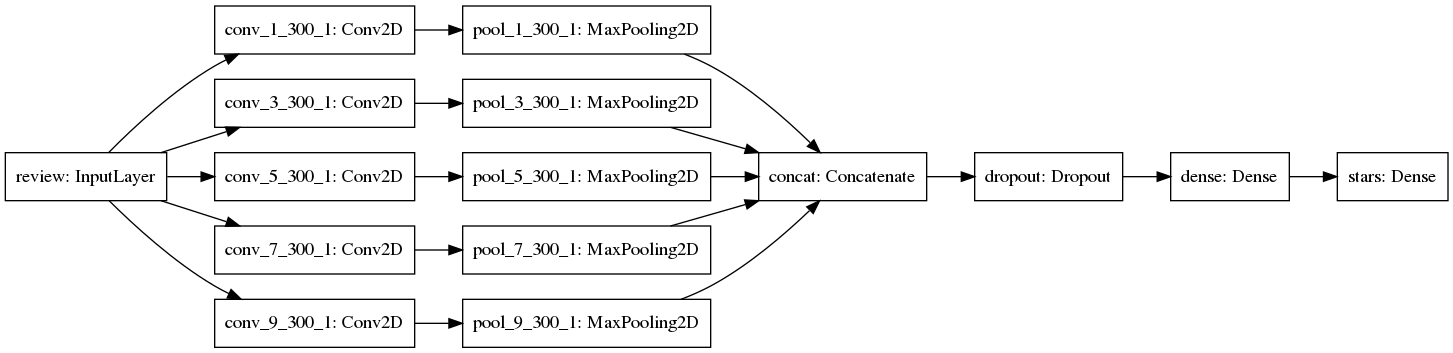 conv_1_300_1: Conv2D
pool_1_300_1: MaxPooling2D
conv_3_300_1: Conv2D
pool_3_300_1: MaxPooling2D
review: InputLayer
conv_5_300_1: Conv2D
pool_5_300_1: MaxPooling2D
concat: Concatenate
dropout: Dropout
dense: Dense
stars: Dense
conv_7_300_1: Conv2D
pool_7_300_1: MaxPooling2D
conv_9_300_1: Conv2D
pool_9_300_1: MaxPooling2D